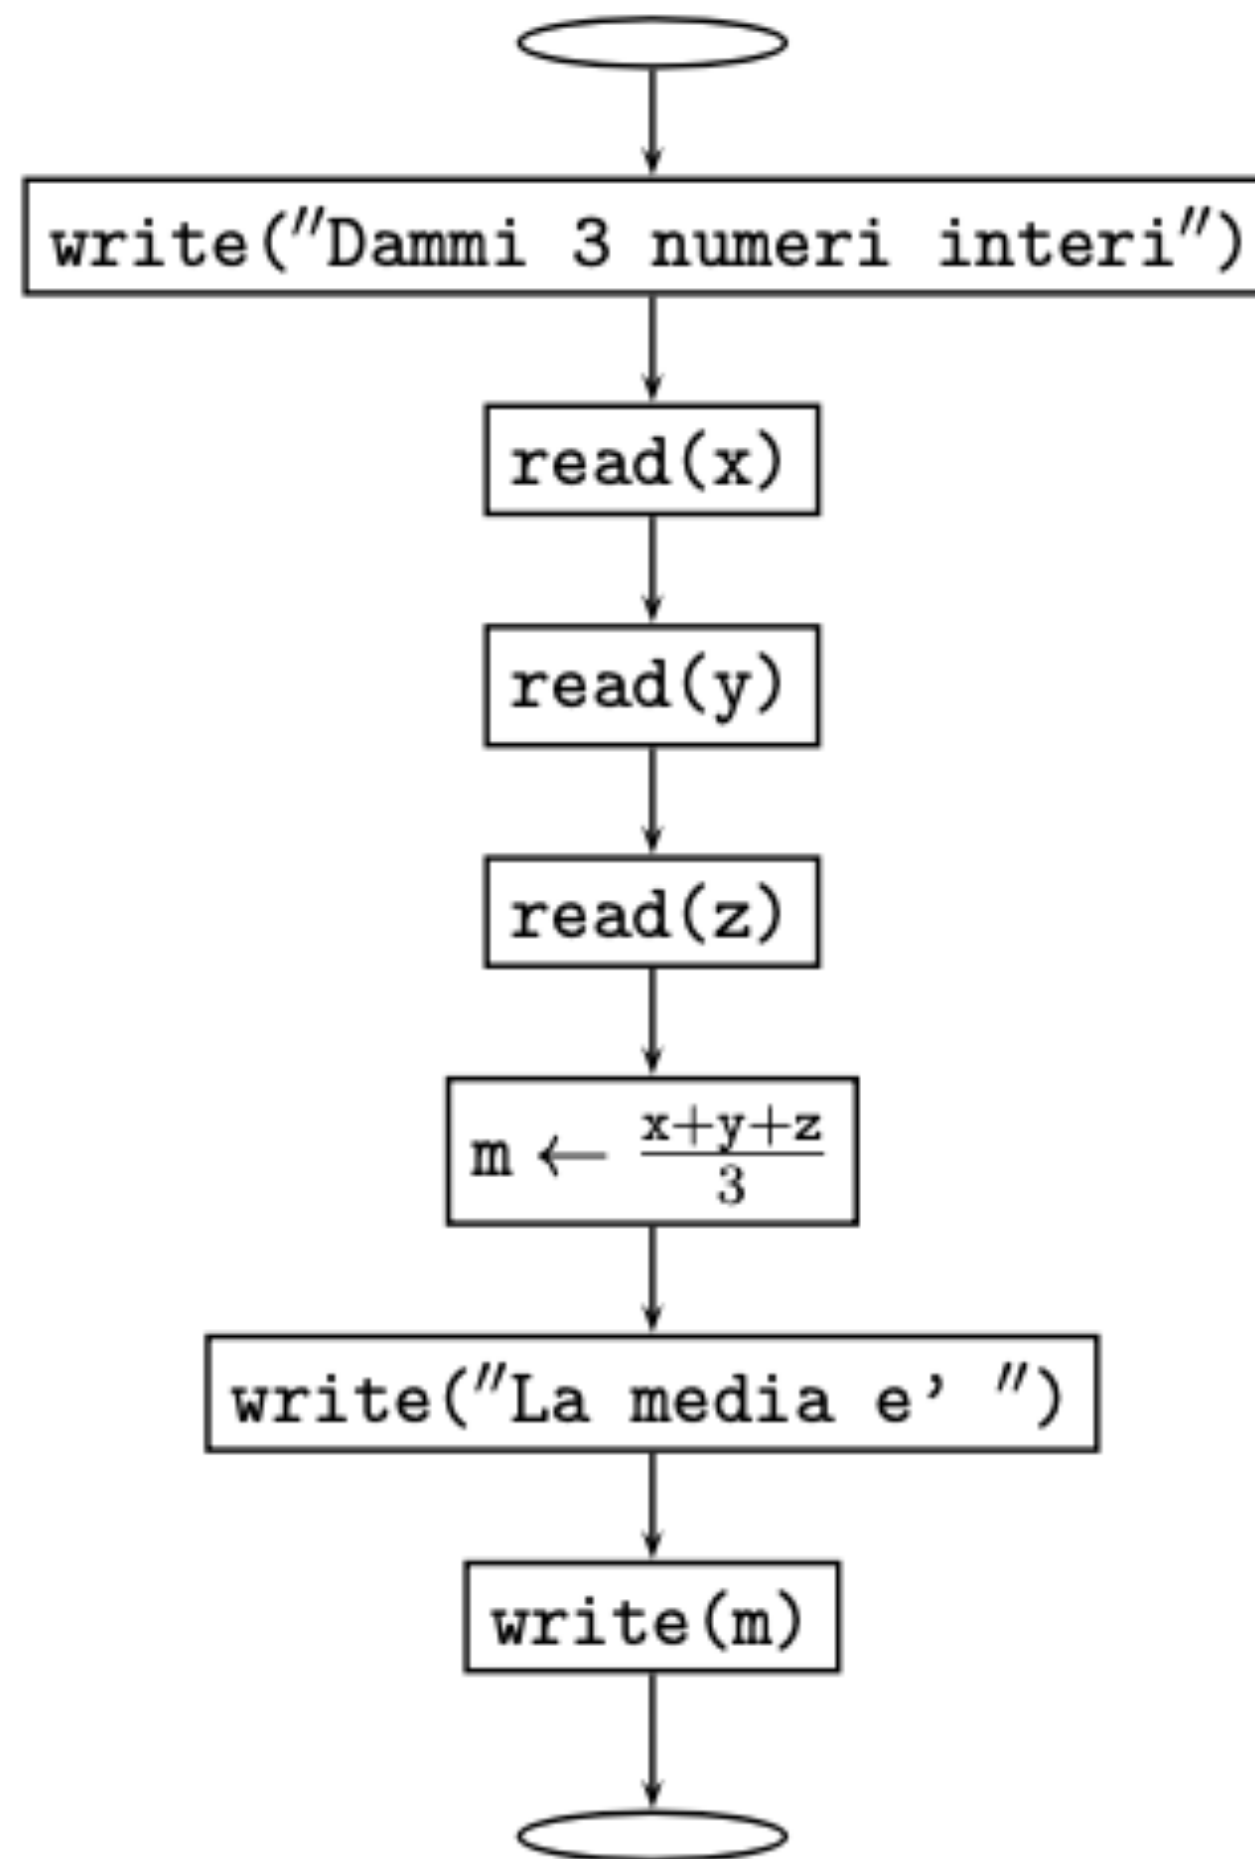 write("Dammi 3 numeri interi")
read(x)
read(y)
read(z)
m ← x+y+z
3
write("La media e' ")
write(m)